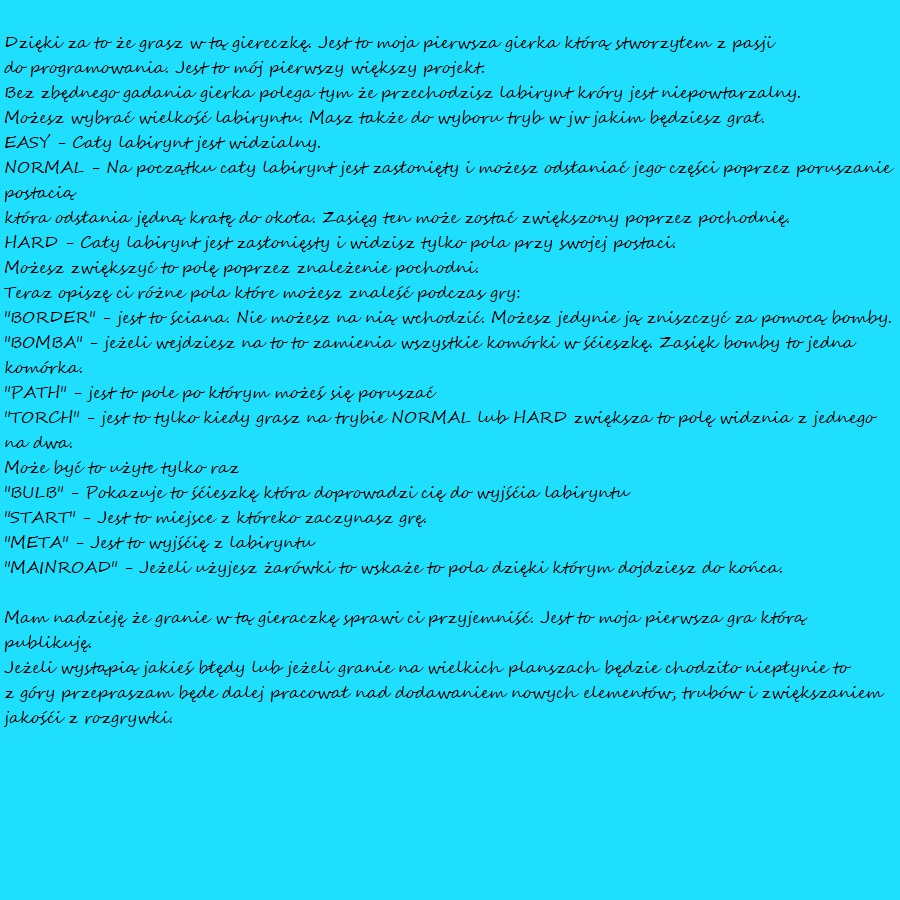 Dzięki za to że grasz w tą giereczkę. Jest to moja pierwsza gierka którą stworzyłem z pasji
do programowania. Jest to mój pierwszy większy projekt.
Bez zbędnego gadania gierka polega tym że przechodzisz labirynt króry jest niepowtarzalny.
Możesz wybrać wielkość labiryntu. Masz także do wyboru tryb w jw jakim będziesz grał.
EASY - Cały labirynt jest widzialny.
NORMAL - Na początku cały labirynt jest zasłonięty i możesz odsłaniać jego części poprzez poruszanie
postacią
która odsłania jędną kratę do okoła. Zasięg ten może zostać zwiększony poprzez pochodnię.
HARD - Cały labirynt jest zasłonięsty i widzisz tylko pola przy swojej postaci.
Możesz zwiększyć to polę poprzez znależenie pochodni.
Teraz opiszę ci różne pola które możesz znaleść podczas gry:
"BORDER" - jest to ściana. Nie możesz na nią wchodzić. Możesz jedynie ją zniszczyć za pomocą bomby.
"BOMBA" - jeżeli wejdziesz na to to zamienia wszystkie komórki w śćieszkę. Zasięk bomby to jedna
komórka.
"PATH" - jest to pole po którym możeś się poruszać
"TORCH" - jest to tylko kiedy grasz na trybie NORMAL lub HARD zwiększa to polę widznia z jednego
na dwa.
Może być to użyte tylko raz
"BULB" - Pokazuje to śćieszkę która doprowadzi cię do wyjśćia labiryntu
"START" - Jest to miejsce z któreko zaczynasz grę.
"META" - Jest to wyjśćię z labiryntu
"MAINROAD" - Jeżeli użyjesz żarówki to wskaże to pola dzięki którym dojdziesz do końca.
Mam nadzieję że granie w tą gieraczkę sprawi ci przyjemniść. Jest to moja pierwsza gra którą
publikuję.
Jeżeli wystąpią jakieś błędy lub jeżeli granie na wielkich planszach będzie chodziło niepłynie to
z góry przepraszam będe dalej pracował nad dodawaniem nowych elementów, trubów i zwiększaniem
jakośći z rozgrywki.